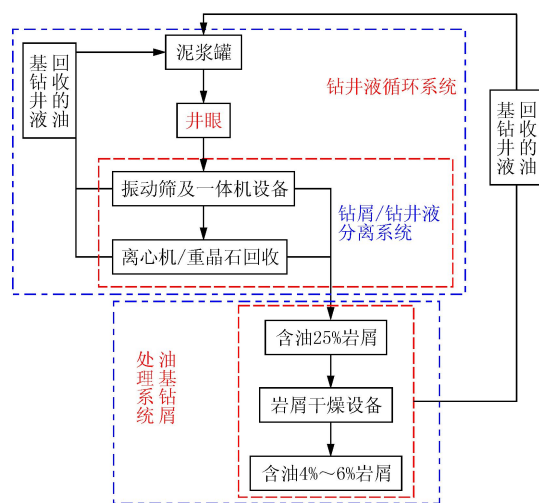 泥浆罐
回收的油
基钻井液
钻井液循环系统
回收的油
基钻井液
井眼
振动筛及一体机设备
钻屑/钻井液
分离系统
离心机/重晶石回收
含油25%岩屑
油基钻屑
处理系统
岩屑干燥设备
含油4%~6%岩屑